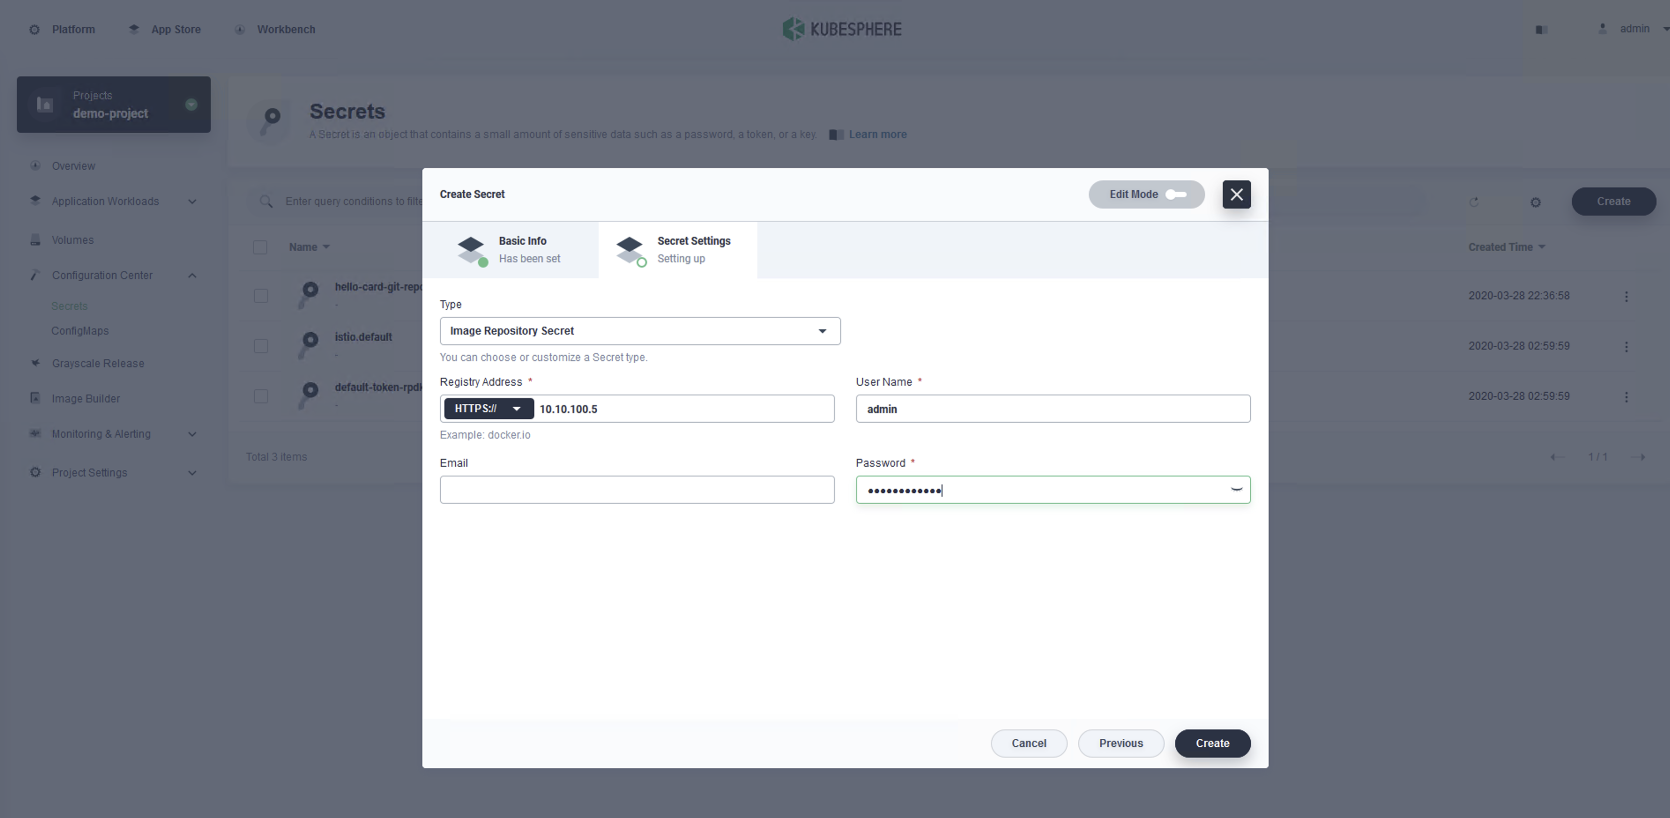 Platform
App Store
Workbench
KUBESPHERE
admin
Projects
demo-project
Overview
Application Workloads
Volumes
Configuration Center
Secrets
ConfigMaps
Grayscale Release
Image Builder
Monitoring & Alerting
Project Settings
Secrets
A Secret is an object that contains a small amount of sensitive data such as a password, a token, or a key.
Learn more
Enter query conditions to filte
Create
Name
Created Time
hello-card-git-repo
-
2020-03-28 22:36:58
istio.default
-
2020-03-28 02:59:59
default-token-rpdk
-
2020-03-28 02:59:59
Total 3 items
1 / 1
Create Secret
Edit Mode
Basic Info
Has been set
Secret Settings
Setting up
Type
Image Repository Secret
You can choose or customize a Secret type.
Registry Address *
HTTPS://
10.10.100.5
Example: docker.io
User Name *
admin
Email
Password *
••••••••••••
Cancel
Previous
Create